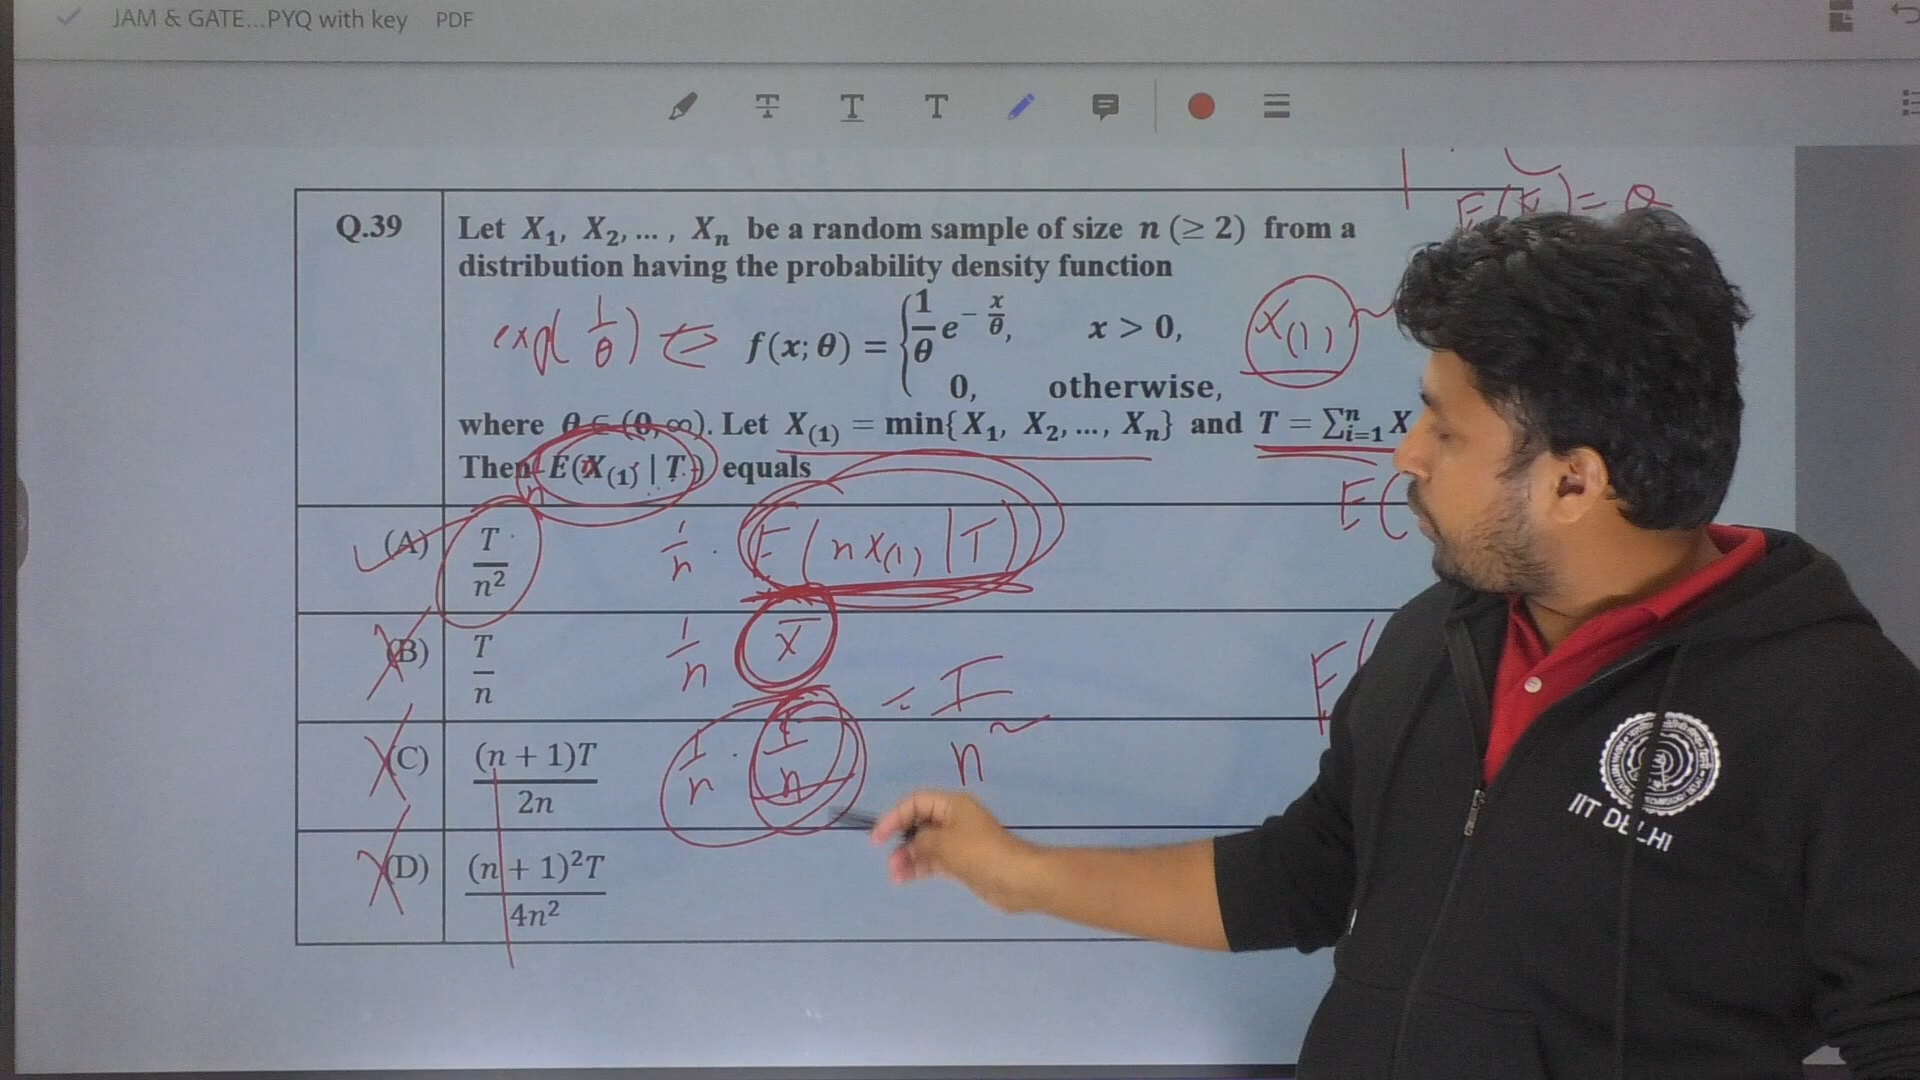 JAM & GATE...PYQ with key PDF
E(x̄) = θ
Q.39
Let X₁, X₂, ... , Xₙ be a random sample of size n (≥ 2) from a
distribution having the probability density function
exp(1/θ) ⇐ f(x; θ) = { 1/θ e^(− x/θ), x > 0,
0, otherwise,
X(1)
where θ ∈ (0, ∞). Let X(1) = min{X₁, X₂, ..., Xₙ} and T = ∑ⁿᵢ₌₁ X
Then E(X(1) | T) equals
E(
(A) T/n²
1/n · E(n X(1) | T)
(B) T/n
1/n X̄
E(
(C) (n + 1)T/2n
T/n · T/n = T/n²
(D) (n + 1)²T/4n²
IIT DELHI